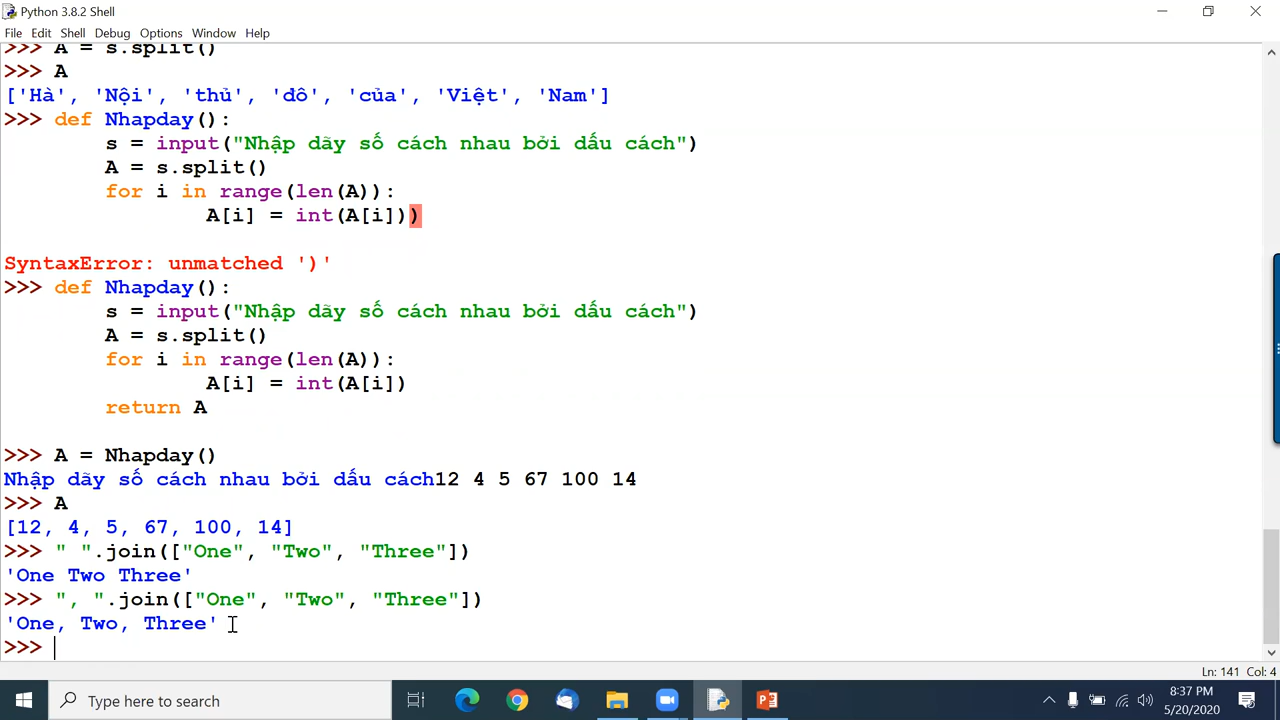 Python 3.8.2 Shell
File Edit Shell Debug Options Window Help
>>> A = s.split()
>>> A
['Hà', 'Nội', 'thủ', 'đô', 'của', 'Việt', 'Nam']
>>> def Nhapday():
s = input("Nhập dãy số cách nhau bởi dấu cách")
A = s.split()
for i in range(len(A)):
A[i] = int(A[i]))
SyntaxError: unmatched ')'
>>> def Nhapday():
s = input("Nhập dãy số cách nhau bởi dấu cách")
A = s.split()
for i in range(len(A)):
A[i] = int(A[i])
return A
>>> A = Nhapday()
Nhập dãy số cách nhau bởi dấu cách12 4 5 67 100 14
>>> A
[12, 4, 5, 67, 100, 14]
>>> " ".join(["One", "Two", "Three"])
'One Two Three'
>>> ", ".join(["One", "Two", "Three"])
'One, Two, Three'
>>>
Ln: 141 Col: 4
Type here to search
8:37 PM
5/20/2020